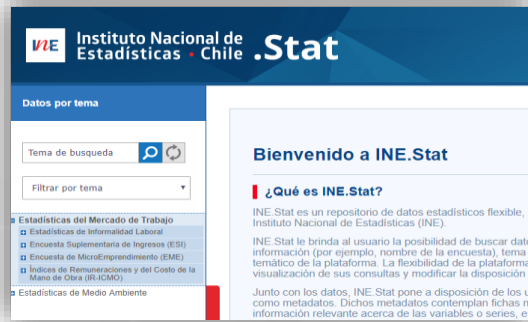 INE
Instituto Nacional de
Estadísticas • Chile
.Stat
Datos por tema
Tema de busqueda
Filtrar por tema
Estadísticas del Mercado de Trabajo
Estadísticas de Informalidad Laboral
Encuesta Suplementaria de Ingresos (ESI)
Encuesta de MicroEmprendimiento (EME)
Índices de Remuneraciones y del Costo de la
Mano de Obra (IR-ICMO)
Estadísticas de Medio Ambiente
Bienvenido a INE.Stat
¿Qué es INE.Stat?
INE.Stat es un repositorio de datos estadísticos flexible,
Instituto Nacional de Estadísticas (INE).
INE.Stat le brinda al usuario la posibilidad de buscar dato
información (por ejemplo, nombre de la encuesta), tema
temático de la plataforma. La flexibilidad de la plataforma
visualización de sus consultas y modificar la disposición
Junto con los datos, INE.Stat pone a disposición de los u
como metadatos. Dichos metadatos contemplan fichas m
información relevante acerca de las variables o series, e